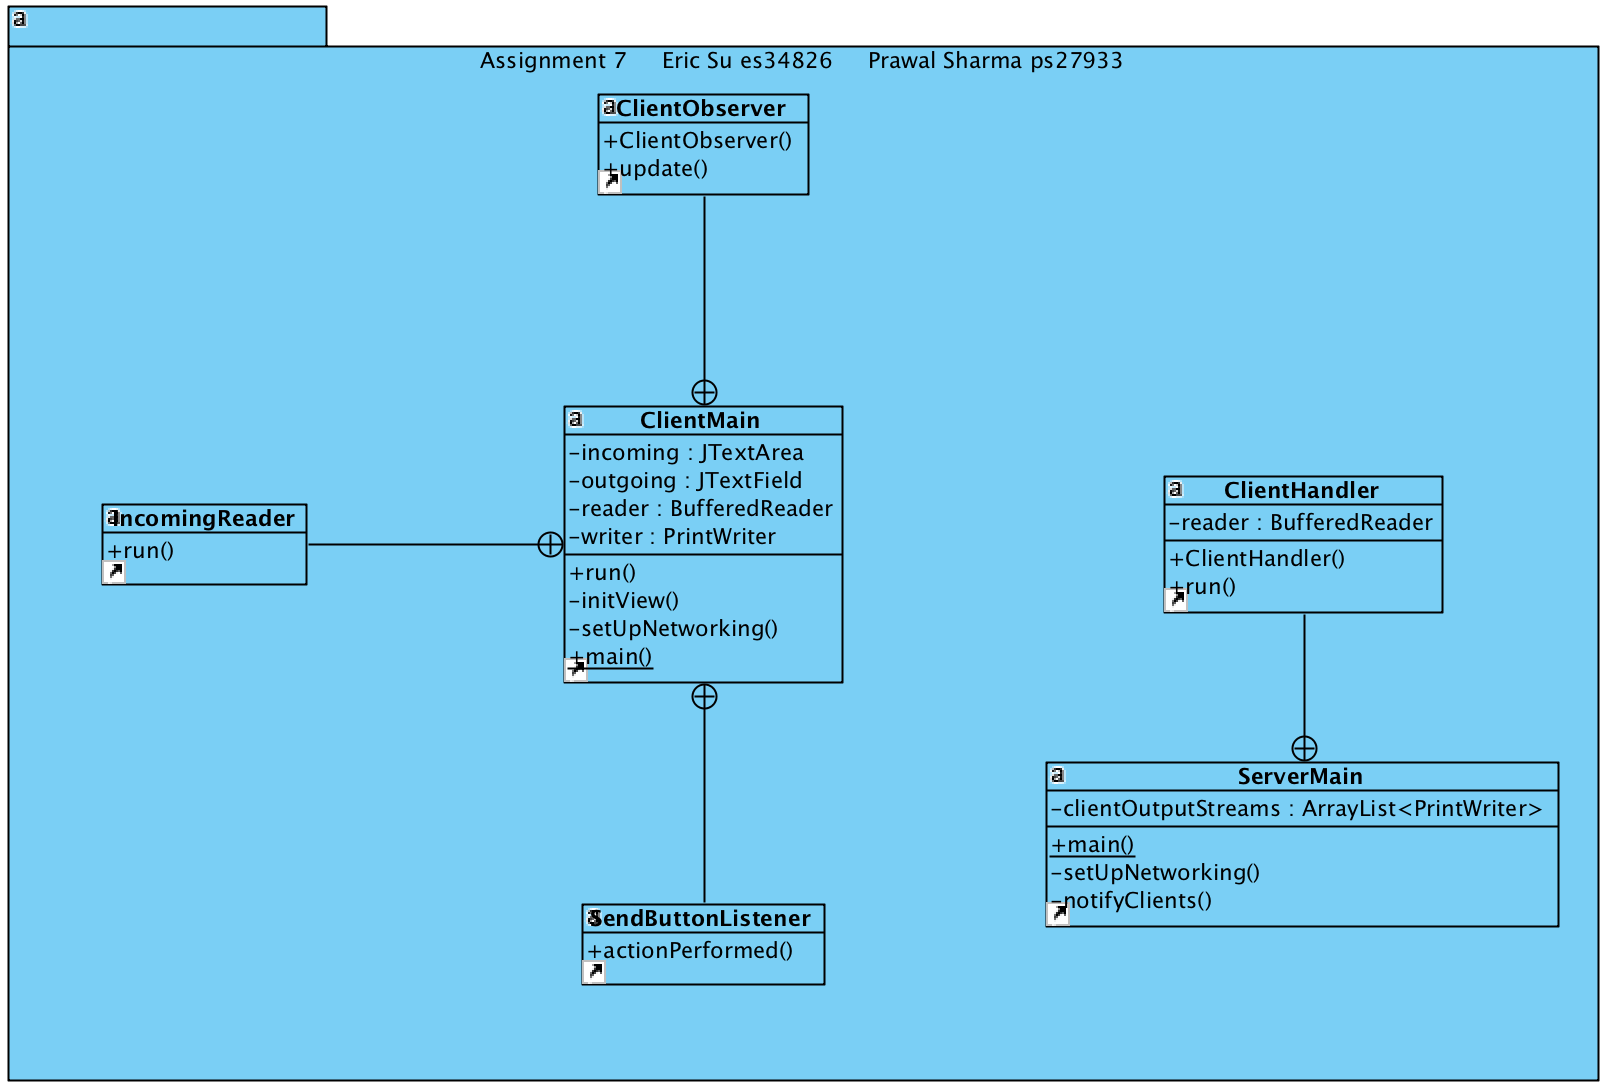 a
Assignment 7 Eric Su es34826 Prawal Sharma ps27933
a
ClientObserver
+ClientObserver()
+update()
a
ClientMain
-incoming : JTextArea
-outgoing : JTextField
-reader : BufferedReader
-writer : PrintWriter
+run()
-initView()
-setUpNetworking()
+main()
a
IncomingReader
+run()
a
ClientHandler
-reader : BufferedReader
+ClientHandler()
+run()
a
ServerMain
-clientOutputStreams : ArrayList<PrintWriter>
+main()
-setUpNetworking()
-notifyClients()
a
SendButtonListener
+actionPerformed()